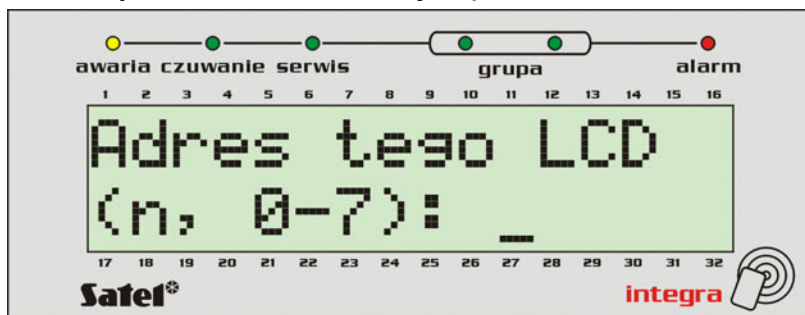 awaria czuwanie serwis grupa alarm
1 2 3 4 5 6 7 8 9 10 11 12 13 14 15 16
Adres tego LCD
(n, 0-7): _
17 18 19 20 21 22 23 24 25 26 27 28 29 30 31 32
Satel integra